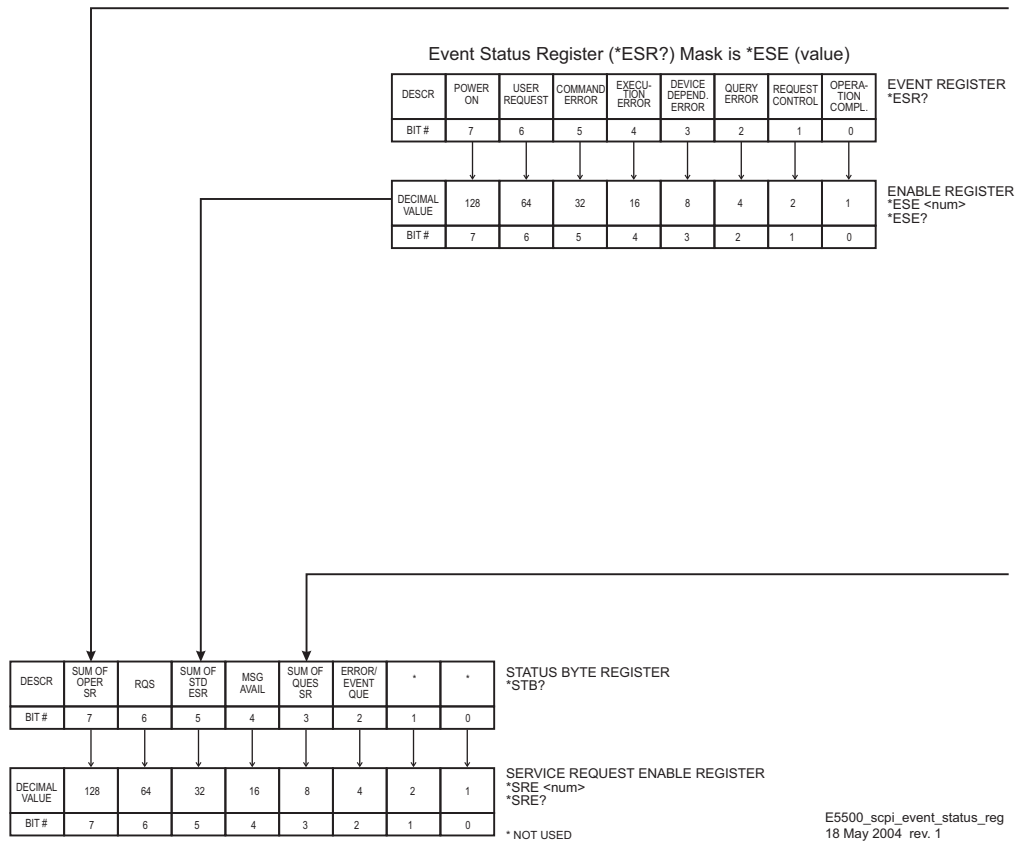 Event Status Register (*ESR?) Mask is *ESE (value)
DESCR POWER ON USER REQUEST COMMAND ERROR EXECU- TION ERROR DEVICE DEPEND. ERROR QUERY ERROR REQUEST CONTROL OPERA- TION COMPL.
EVENT REGISTER
*ESR?
BIT # 7 6 5 4 3 2 1 0
DECIMAL VALUE 128 64 32 16 8 4 2 1
ENABLE REGISTER
*ESE <num>
*ESE?
BIT # 7 6 5 4 3 2 1 0
DESCR SUM OF OPER SR RQS SUM OF STD ESR MSG AVAIL SUM OF QUES SR ERROR/ EVENT QUE * *
STATUS BYTE REGISTER
*STB?
BIT # 7 6 5 4 3 2 1 0
DECIMAL VALUE 128 64 32 16 8 4 2 1
SERVICE REQUEST ENABLE REGISTER
*SRE <num>
*SRE?
BIT # 7 6 5 4 3 2 1 0
* NOT USED
E5500_scpi_event_status_reg
18 May 2004 rev. 1